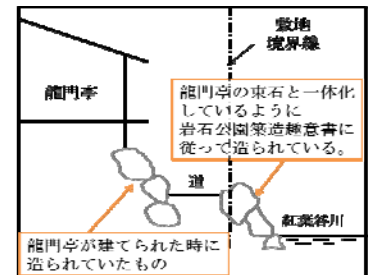 敷地
境界線
龍門亭
龍門亭の束石と一体化
しているように
岩石公園築造趣意書に
従って造られている。
道
紅葉谷川
龍門亭が建てられた時に
造られていたもの